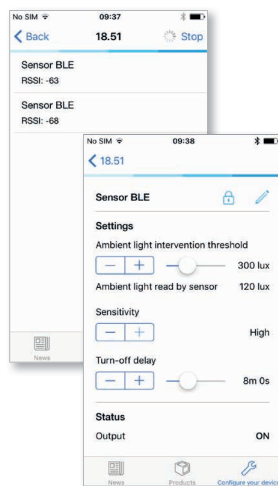 No SIM 09:37
Back 18.51 Stop
Sensor BLE
RSSI: -63
Sensor BLE
RSSI: -68
News
No SIM 09:38
18.51
Sensor BLE
Settings
Ambient light intervention threshold
− + 300 lux
Ambient light read by sensor 120 lux
Sensitivity
− + High
Turn-off delay
− + 8m 0s
Status
Output ON
News Products Configure your device